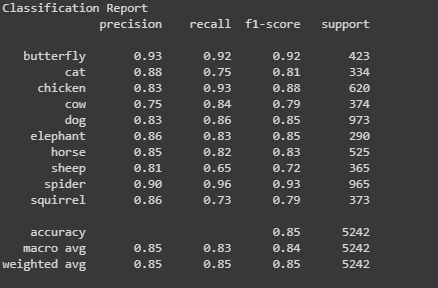 Classification Report
precision recall f1-score support
butterfly 0.93 0.92 0.92 423
cat 0.88 0.75 0.81 334
chicken 0.83 0.93 0.88 620
cow 0.75 0.84 0.79 374
dog 0.83 0.86 0.85 973
elephant 0.86 0.83 0.85 290
horse 0.85 0.82 0.83 525
sheep 0.81 0.65 0.72 365
spider 0.90 0.96 0.93 965
squirrel 0.86 0.73 0.79 373
accuracy 0.85 5242
macro avg 0.85 0.83 0.84 5242
weighted avg 0.85 0.85 0.85 5242